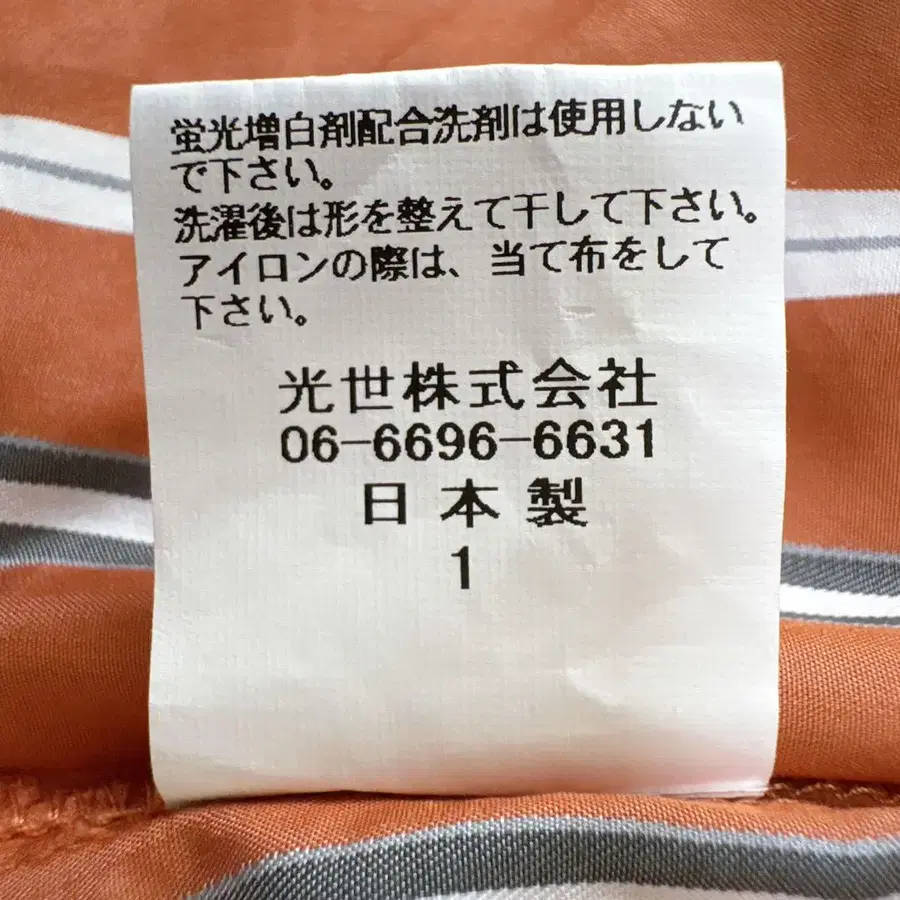 蛍光増白剤配合洗剤は使用しない
で下さい。
洗濯後は形を整えて干して下さい。
アイロンの際は、当て布をして
下さい。
光世株式会社
06-6696-6631
日本製
1